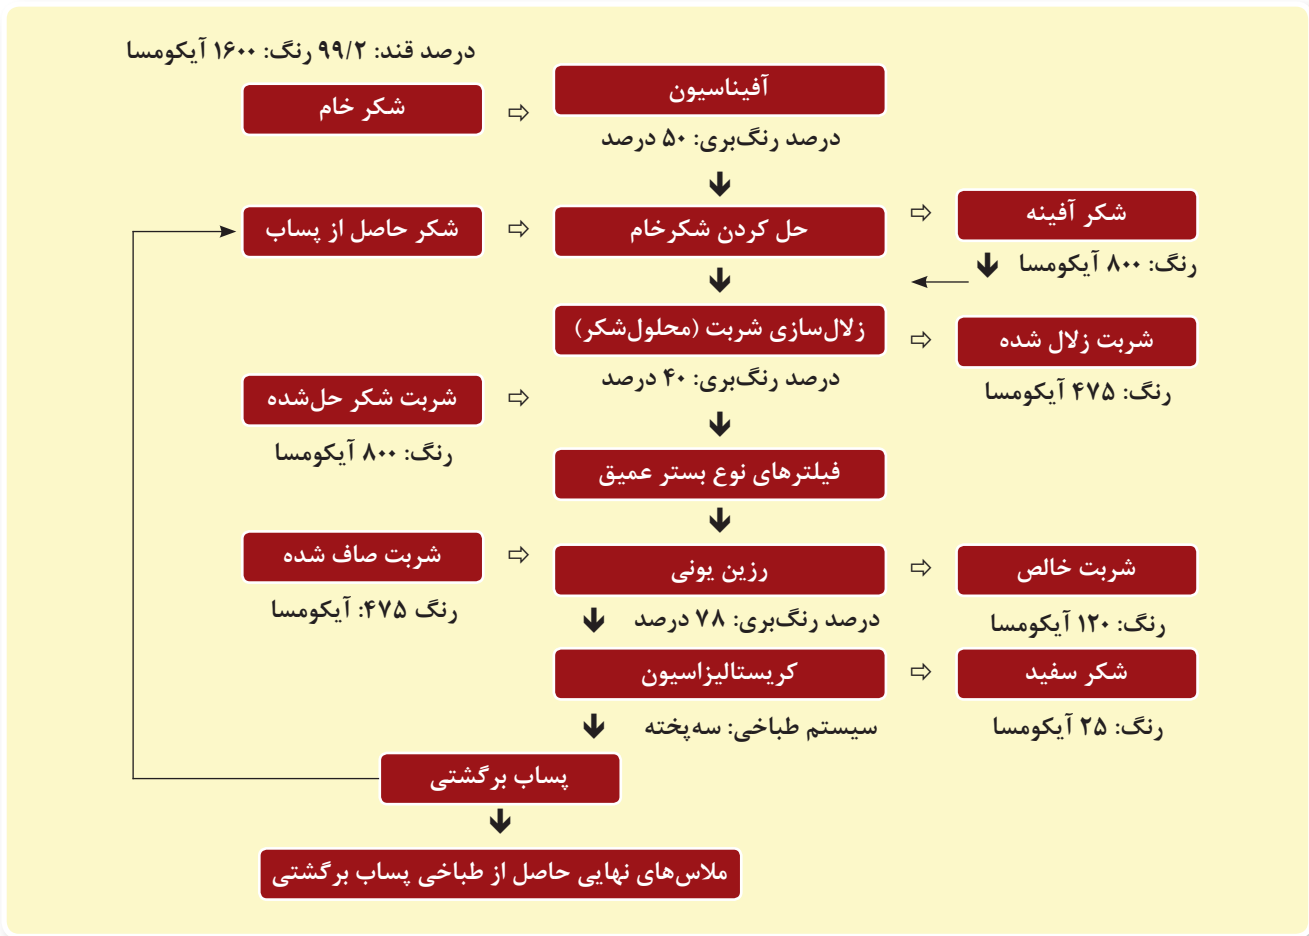 درصد قند: ۹۹/۲ رنگ: ۱۶۰۰ آیکومسا
آفیناسیون
شکر خام
درصد رنگ‌بری: ۵۰ درصد
شکر آفینه
حل کردن شکرخام
شکر حاصل از پساب
رنگ: ۸۰۰ آیکومسا
زلال‌سازی شربت (محلول‌شکر)
شربت زلال شده
درصد رنگ‌بری: ۴۰ درصد
رنگ: ۴۷۵ آیکومسا
شربت شکر حل‌شده
رنگ: ۸۰۰ آیکومسا
فیلترهای نوع بستر عمیق
شربت خالص
رزین یونی
شربت صاف شده
رنگ: ۱۲۰ آیکومسا
درصد رنگ‌بری: ۷۸ درصد
رنگ ۴۷۵: آیکومسا
شکر سفید
کریستالیزاسیون
رنگ: ۲۵ آیکومسا
سیستم طباخی: سه‌پخته
پساب برگشتی
ملاس‌های نهایی حاصل از طباخی پساب برگشتی